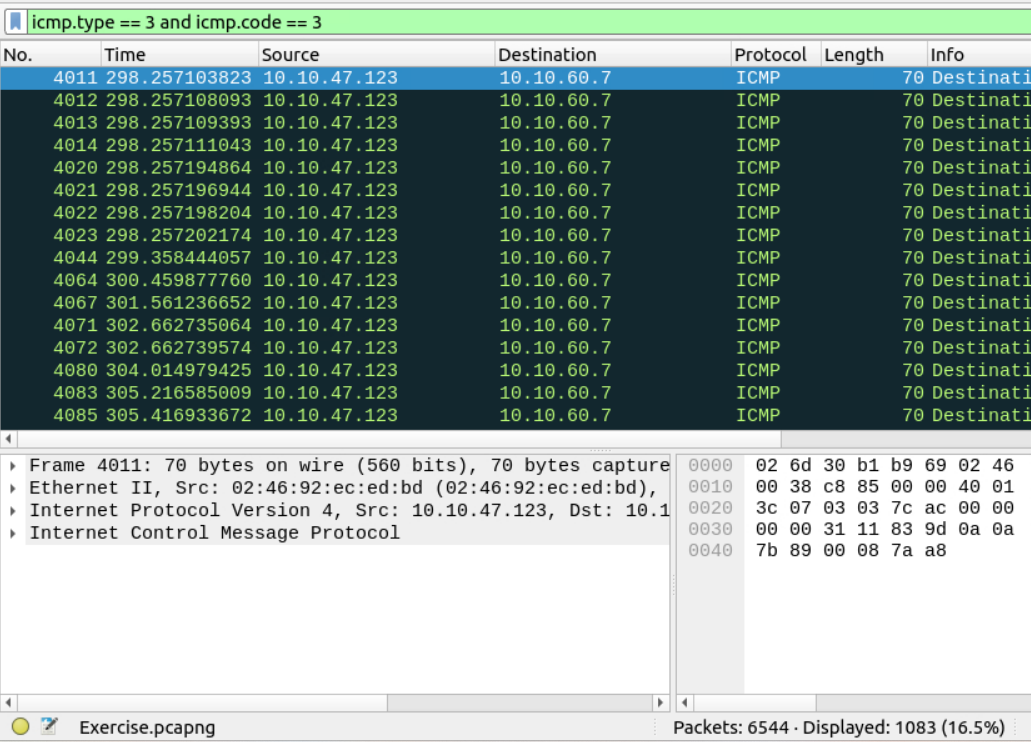 icmp.type == 3 and icmp.code == 3
No. Time Source Destination Protocol Length Info
4011 298.257103823 10.10.47.123 10.10.60.7 ICMP 70 Destinati
4012 298.257108093 10.10.47.123 10.10.60.7 ICMP 70 Destinati
4013 298.257109393 10.10.47.123 10.10.60.7 ICMP 70 Destinati
4014 298.257111043 10.10.47.123 10.10.60.7 ICMP 70 Destinati
4020 298.257194864 10.10.47.123 10.10.60.7 ICMP 70 Destinati
4021 298.257196944 10.10.47.123 10.10.60.7 ICMP 70 Destinati
4022 298.257198204 10.10.47.123 10.10.60.7 ICMP 70 Destinati
4023 298.257202174 10.10.47.123 10.10.60.7 ICMP 70 Destinati
4044 299.358444057 10.10.47.123 10.10.60.7 ICMP 70 Destinati
4064 300.459877760 10.10.47.123 10.10.60.7 ICMP 70 Destinati
4067 301.561236652 10.10.47.123 10.10.60.7 ICMP 70 Destinati
4071 302.662735064 10.10.47.123 10.10.60.7 ICMP 70 Destinati
4072 302.662739574 10.10.47.123 10.10.60.7 ICMP 70 Destinati
4080 304.014979425 10.10.47.123 10.10.60.7 ICMP 70 Destinati
4083 305.216585009 10.10.47.123 10.10.60.7 ICMP 70 Destinati
4085 305.416933672 10.10.47.123 10.10.60.7 ICMP 70 Destinati
Frame 4011: 70 bytes on wire (560 bits), 70 bytes capture
Ethernet II, Src: 02:46:92:ec:ed:bd (02:46:92:ec:ed:bd),
Internet Protocol Version 4, Src: 10.10.47.123, Dst: 10.1
Internet Control Message Protocol
0000 02 6d 30 b1 b9 69 02 46
0010 00 38 c8 85 00 00 40 01
0020 3c 07 03 03 7c ac 00 00
0030 00 00 31 11 83 9d 0a 0a
0040 7b 89 00 08 7a a8
Exercise.pcapng
Packets: 6544 · Displayed: 1083 (16.5%)